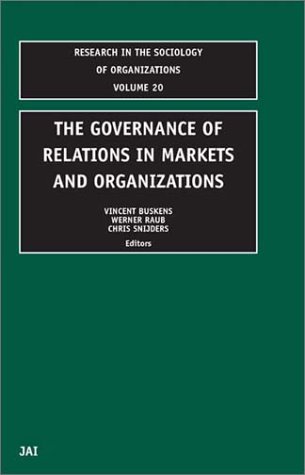 RESEARCH IN THE SOCIOLOGY
OF ORGANIZATIONS
VOLUME 20
THE GOVERNANCE OF
RELATIONS IN MARKETS
AND ORGANIZATIONS
VINCENT BUSKENS
WERNER RAUB
CHRIS SNIJDERS
Editors
JAI